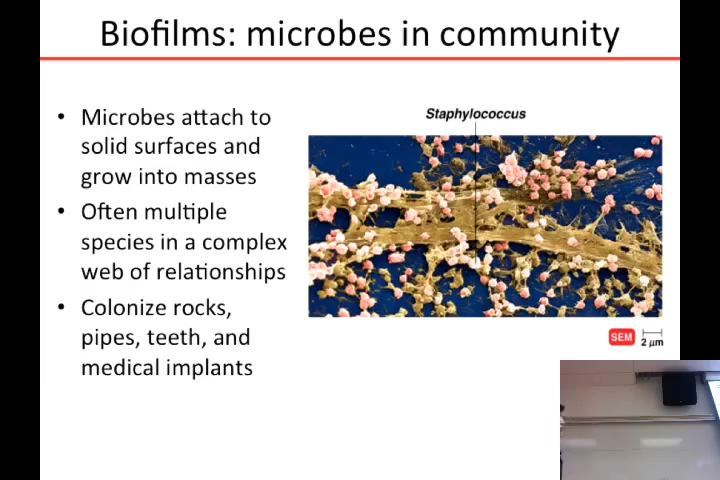 Biofilms: microbes in community
• Microbes attach to
solid surfaces and
grow into masses
• Often multiple
species in a complex
web of relationships
• Colonize rocks,
pipes, teeth, and
medical implants
Staphylococcus
SEM
2 μm